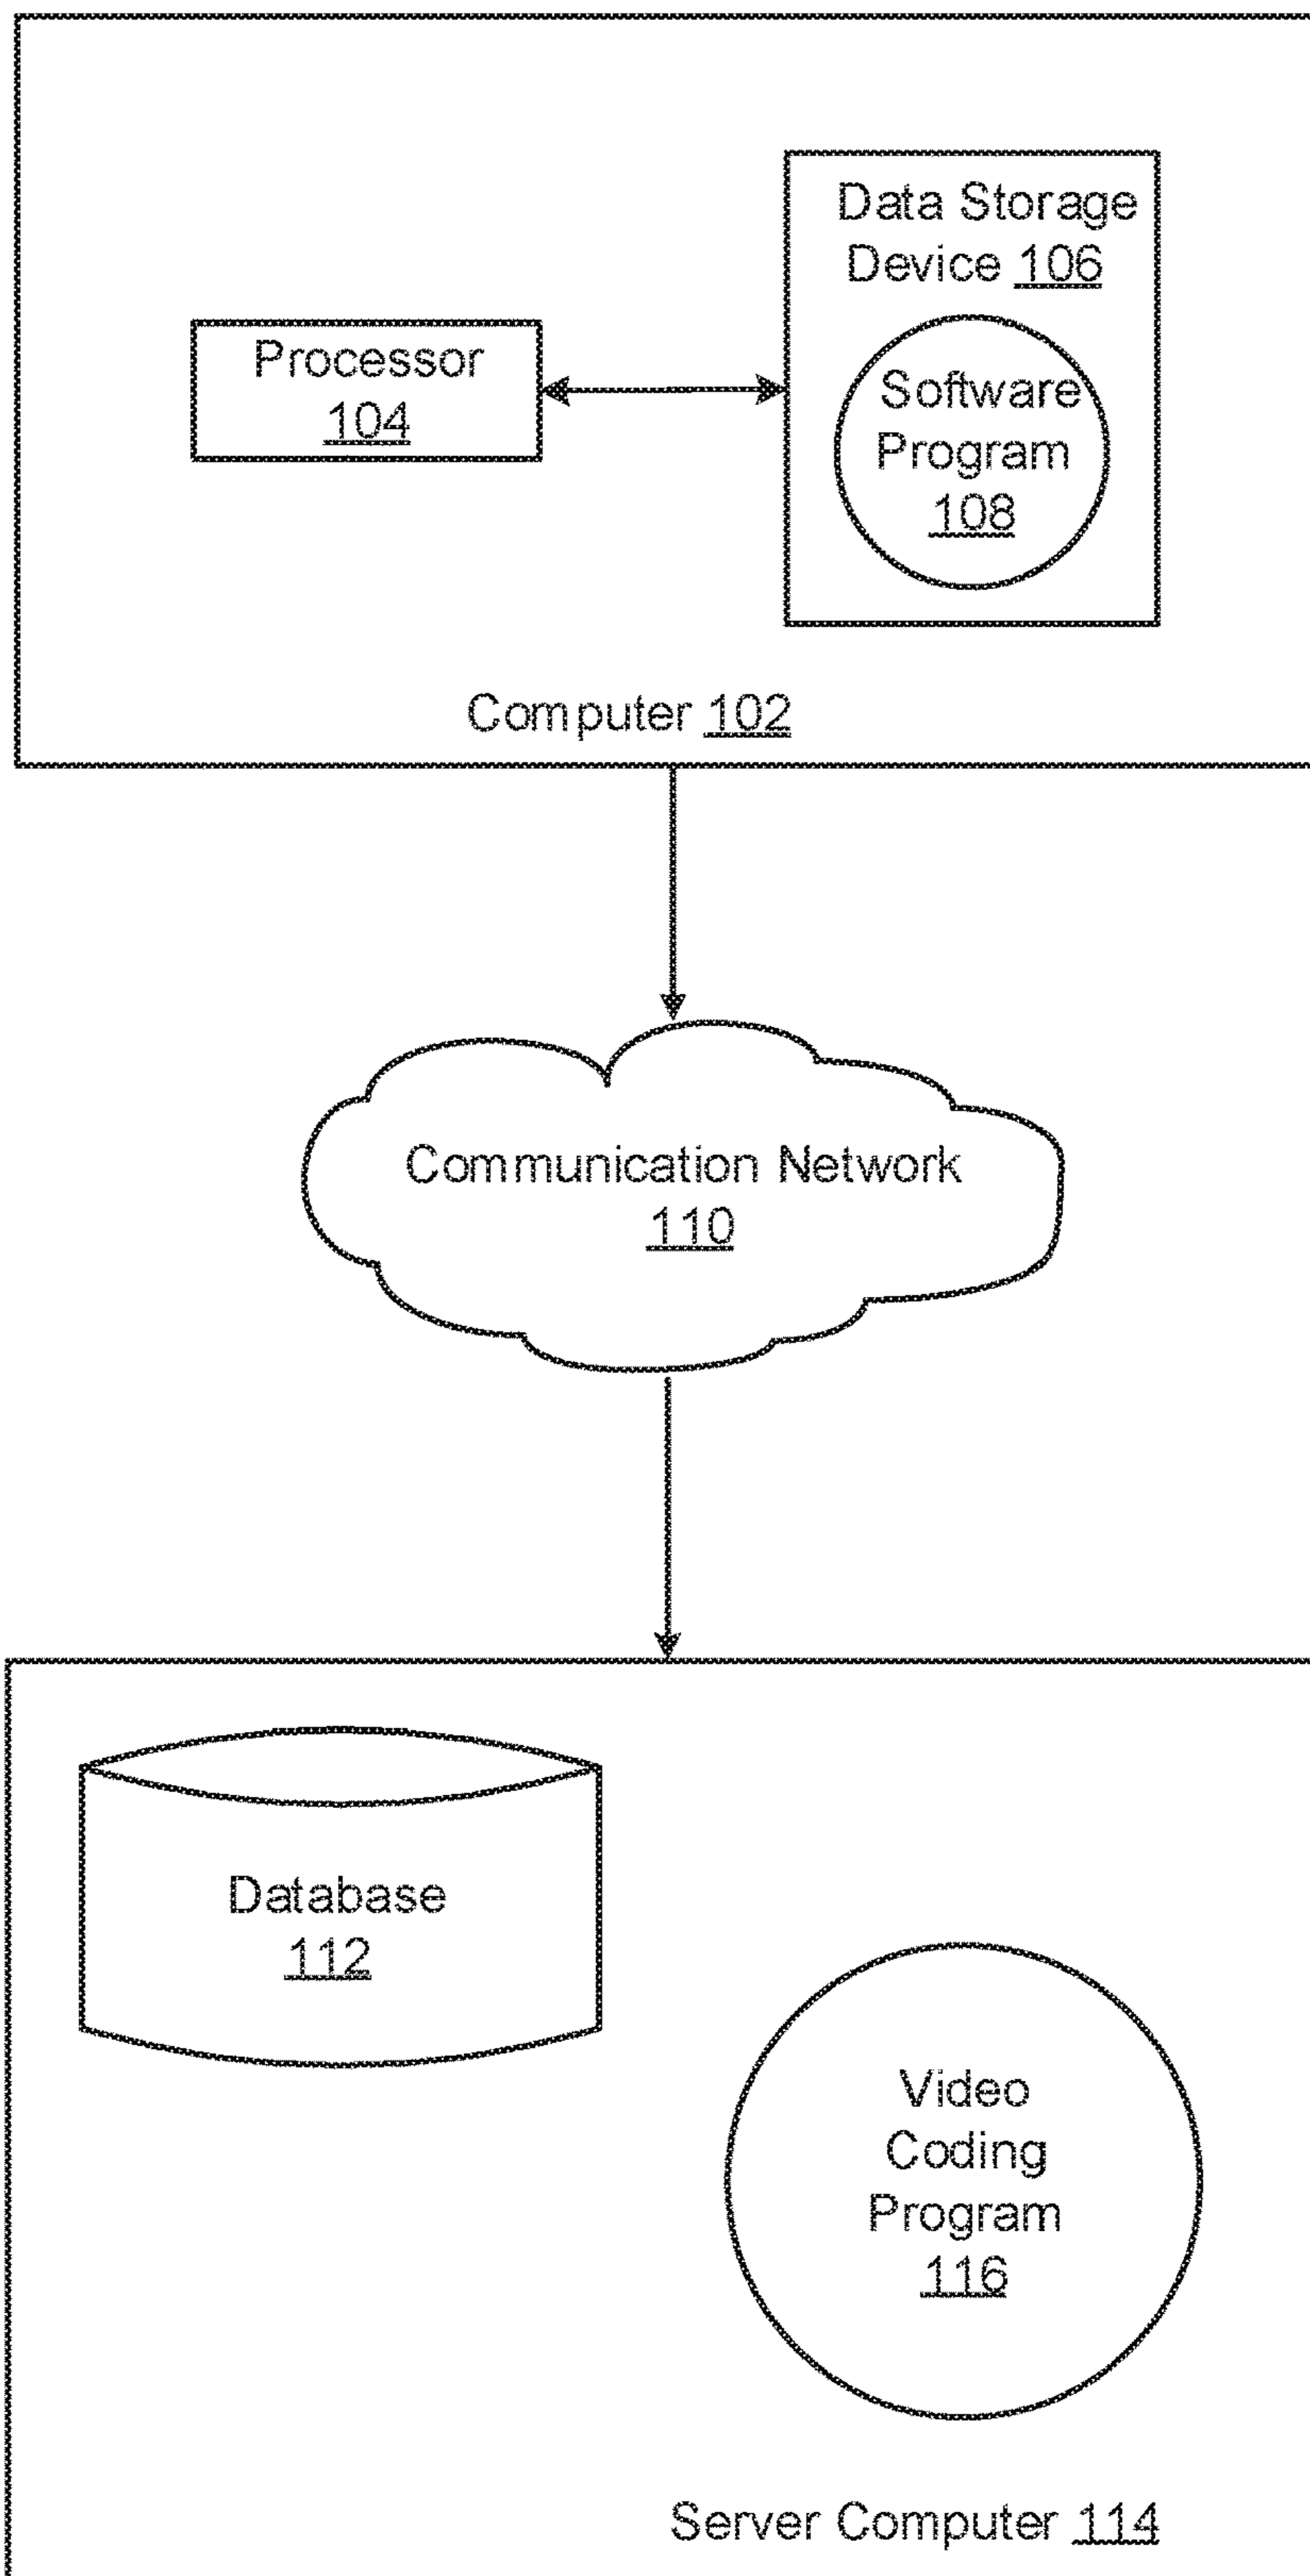 Data Storage
Device 106
Processor
104
Software
Program
108
Computer 102
Communication Network
110
Database
112
Video
Coding
Program
116
Server Computer 114